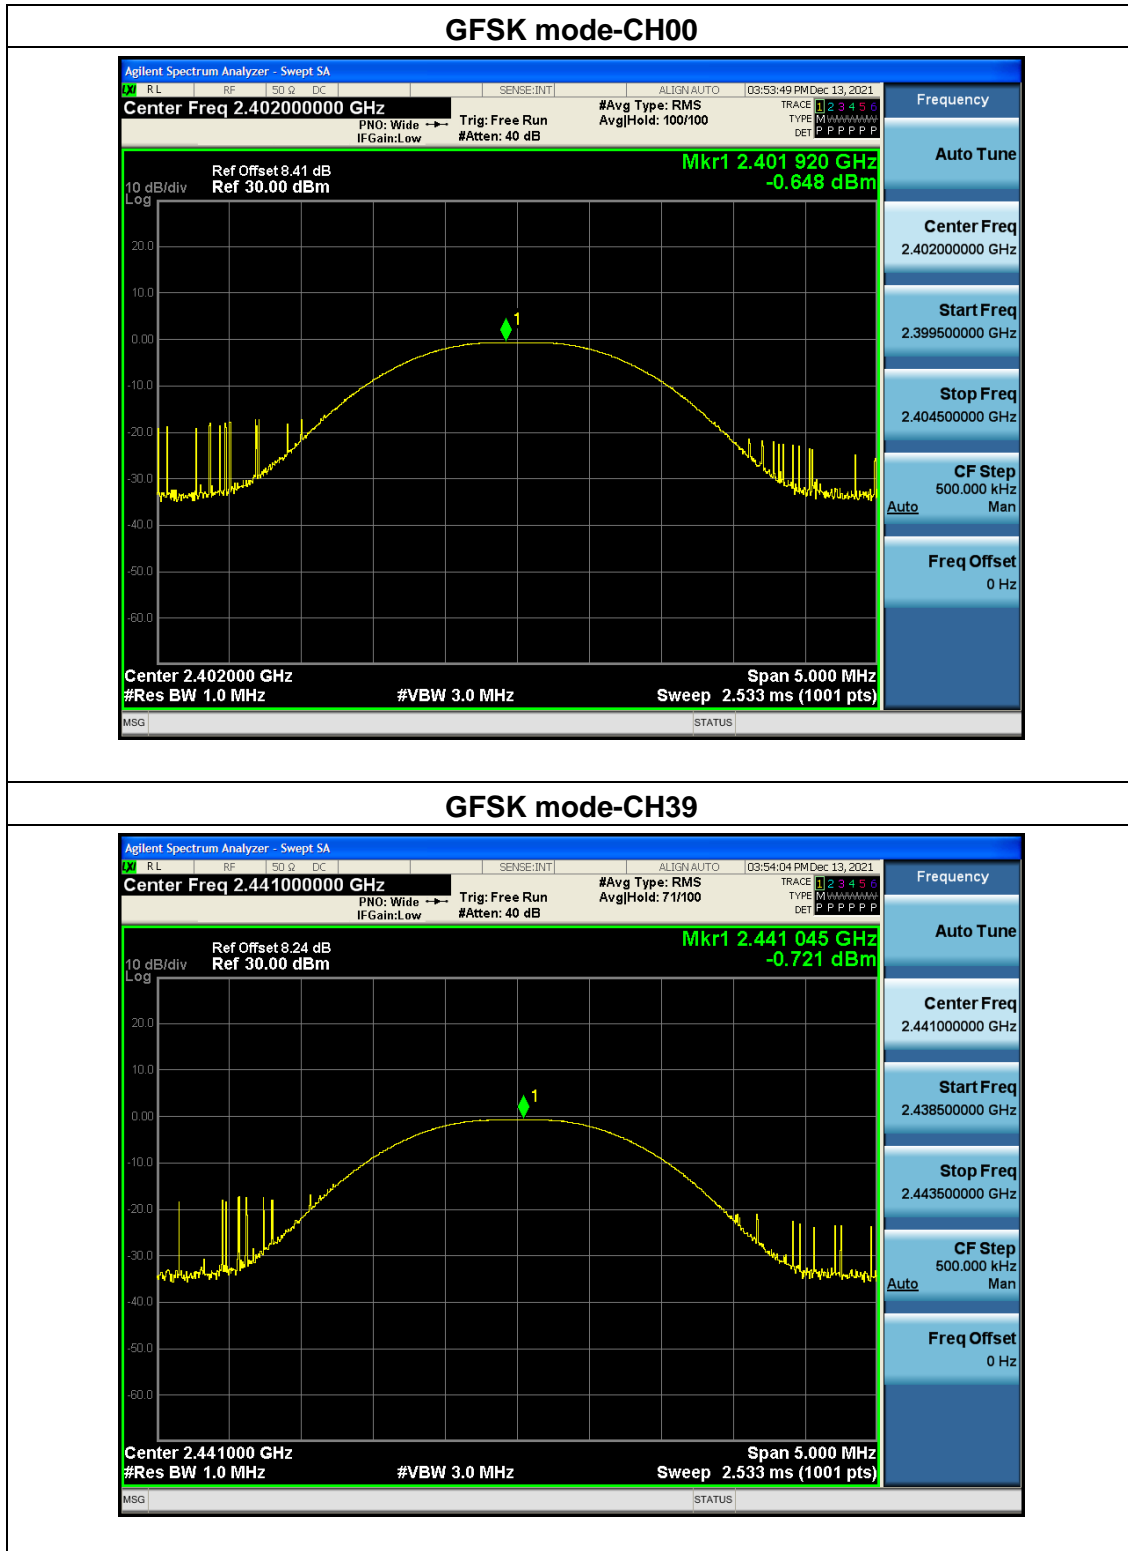 GFSK mode-CH00
Agilent Spectrum Analyzer - Swept SA
LXI RL RF 50 Ω DC SENSE:INT ALIGN AUTO 03:53:49 PM Dec 13, 2021
Center Freq 2.402000000 GHz
PNO: Wide
IFGain:Low
Trig: Free Run
#Atten: 40 dB
#Avg Type: RMS
Avg|Hold: 100/100
TRACE 1 2 3 4 5 6
TYPE M WWWWW
DET P P P P P P
Frequency
Mkr1 2.401 920 GHz
-0.648 dBm
Ref Offset 8.41 dB
10 dB/div Ref 30.00 dBm
Log
20.0
10.0
0.00
-10.0
-20.0
-30.0
-40.0
-50.0
-60.0
1
Center 2.402000 GHz Span 5.000 MHz
#Res BW 1.0 MHz #VBW 3.0 MHz Sweep 2.533 ms (1001 pts)
MSG STATUS
Auto Tune
Center Freq
2.402000000 GHz
Start Freq
2.399500000 GHz
Stop Freq
2.404500000 GHz
CF Step
500.000 kHz
Auto Man
Freq Offset
0 Hz
GFSK mode-CH39
Agilent Spectrum Analyzer - Swept SA
LXI RL RF 50 Ω DC SENSE:INT ALIGN AUTO 03:54:04 PM Dec 13, 2021
Center Freq 2.441000000 GHz
PNO: Wide
IFGain:Low
Trig: Free Run
#Atten: 40 dB
#Avg Type: RMS
Avg|Hold: 71/100
TRACE 1 2 3 4 5 6
TYPE M WWWWW
DET P P P P P P
Frequency
Mkr1 2.441 045 GHz
-0.721 dBm
Ref Offset 8.24 dB
10 dB/div Ref 30.00 dBm
Log
20.0
10.0
0.00
-10.0
-20.0
-30.0
-40.0
-50.0
-60.0
1
Center 2.441000 GHz Span 5.000 MHz
#Res BW 1.0 MHz #VBW 3.0 MHz Sweep 2.533 ms (1001 pts)
MSG STATUS
Auto Tune
Center Freq
2.441000000 GHz
Start Freq
2.438500000 GHz
Stop Freq
2.443500000 GHz
CF Step
500.000 kHz
Auto Man
Freq Offset
0 Hz